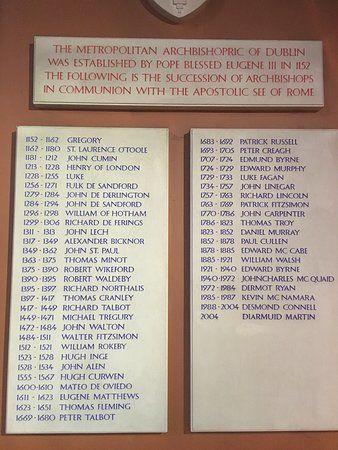 THE METROPOLITAN ARCHBISHOPRIC OF DUBLIN
WAS ESTABLISHED BY POPE BLESSED EUGENE III IN 1152
THE FOLLOWING IS THE SUCCESSION OF ARCHBISHOPS
IN COMMUNION WITH THE APOSTOLIC SEE OF ROME
1152 - 1162 GREGORY
1162 - 1180 ST. LAURENCE O'TOOLE
1181 - 1212 JOHN CUMIN
1213 - 1228 HENRY OF LONDON
1228 - 1255 LUKE
1256 - 1271 FULK DE SANDFORD
1279 - 1284 JOHN DE DERLINGTON
1284 - 1294 JOHN DE SANFORD
1296 - 1298 WILLIAM OF HOTHAM
1299 - 1306 RICHARD DE FERINGS
1311 - 1313 JOHN LECH
1317 - 1349 ALEXANDER BICKNOR
1349 - 1362 JOHN ST. PAUL
1363 - 1375 THOMAS MINOT
1375 - 1390 ROBERT WIKEFORD
1390 - 1395 ROBERT WALDEBY
1395 - 1397 RICHARD NORTHALIS
1397 - 1417 THOMAS CRANLEY
1417 - 1449 RICHARD TALBOT
1449 - 1471 MICHAEL TREGURY
1472 - 1484 JOHN WALTON
1484 - 1511 WALTER FITZSIMON
1512 - 1521 WILLIAM ROKEBY
1523 - 1528 HUGH INGE
1528 - 1534 JOHN ALEN
1555 - 1567 HUGH CURWEN
1600 - 1610 MATEO DE OVIEDO
1611 - 1623 EUGENE MATTHEWS
1623 - 1651 THOMAS FLEMING
1669 - 1680 PETER TALBOT
1683 - 1692 PATRICK RUSSELL
1693 - 1705 PETER CREAGH
1707 - 1724 EDMUND BYRNE
1724 - 1729 EDWARD MURPHY
1729 - 1733 LUKE FAGAN
1734 - 1757 JOHN LINEGAR
1757 - 1763 RICHARD LINCOLN
1763 - 1769 PATRICK FITZSIMON
1770 - 1786 JOHN CARPENTER
1786 - 1823 THOMAS TROY
1823 - 1852 DANIEL MURRAY
1852 - 1878 PAUL CULLEN
1878 - 1885 EDWARD MC CABE
1885 - 1921 WILLIAM WALSH
1921 - 1940 EDWARD BYRNE
1940 - 1972 JOHN CHARLES MC QUAID
1972 - 1984 DERMOT RYAN
1985 - 1987 KEVIN MC NAMARA
1988 - 2004 DESMOND CONNELL
2004 DIARMUID MARTIN